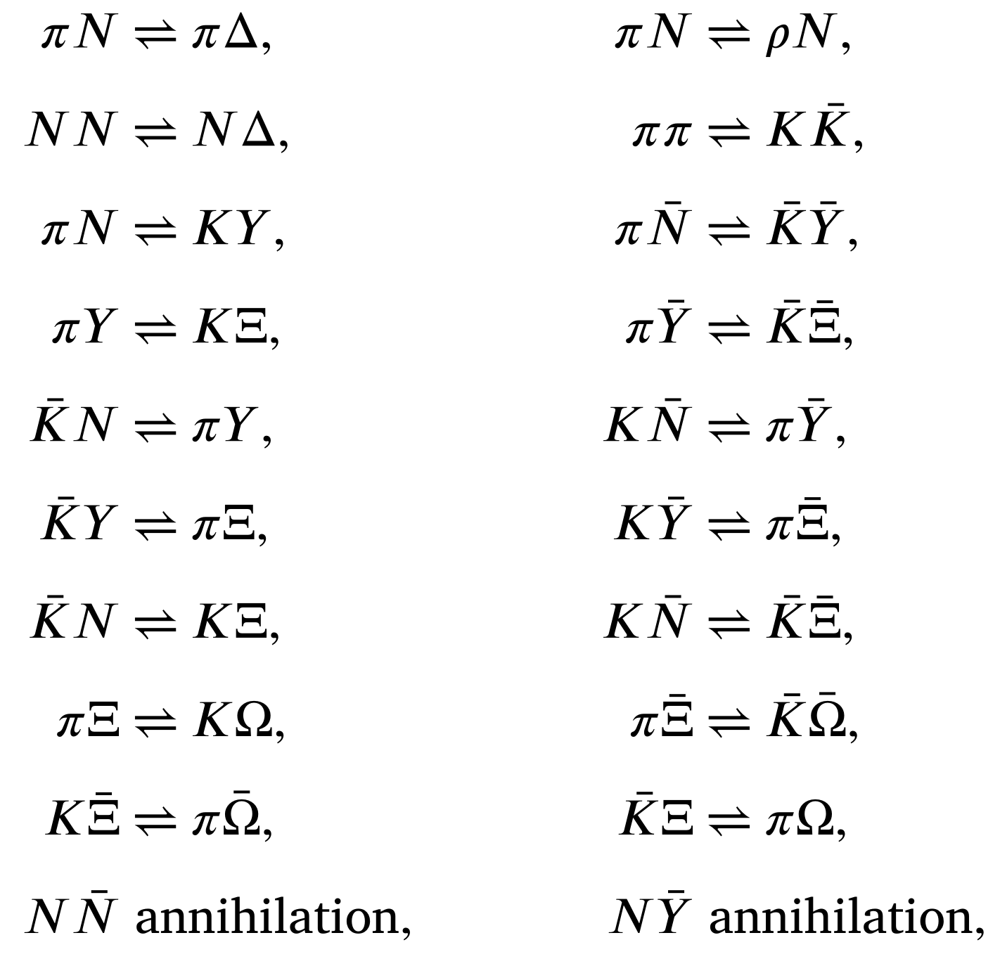 πN ⇌ πΔ, πN ⇌ ρN,
NN ⇌ NΔ, ππ ⇌ KK̄,
πN ⇌ KY, πN̄ ⇌ K̄Ȳ,
πY ⇌ KΞ, πȲ ⇌ K̄Ξ̄,
K̄N ⇌ πY, KN̄ ⇌ πȲ,
K̄Y ⇌ πΞ, KȲ ⇌ πΞ̄,
K̄N ⇌ KΞ, KN̄ ⇌ K̄Ξ̄,
πΞ ⇌ KΩ, πΞ̄ ⇌ K̄Ω̄,
KΞ̄ ⇌ πΩ̄, K̄Ξ ⇌ πΩ,
NN̄ annihilation, NȲ annihilation,